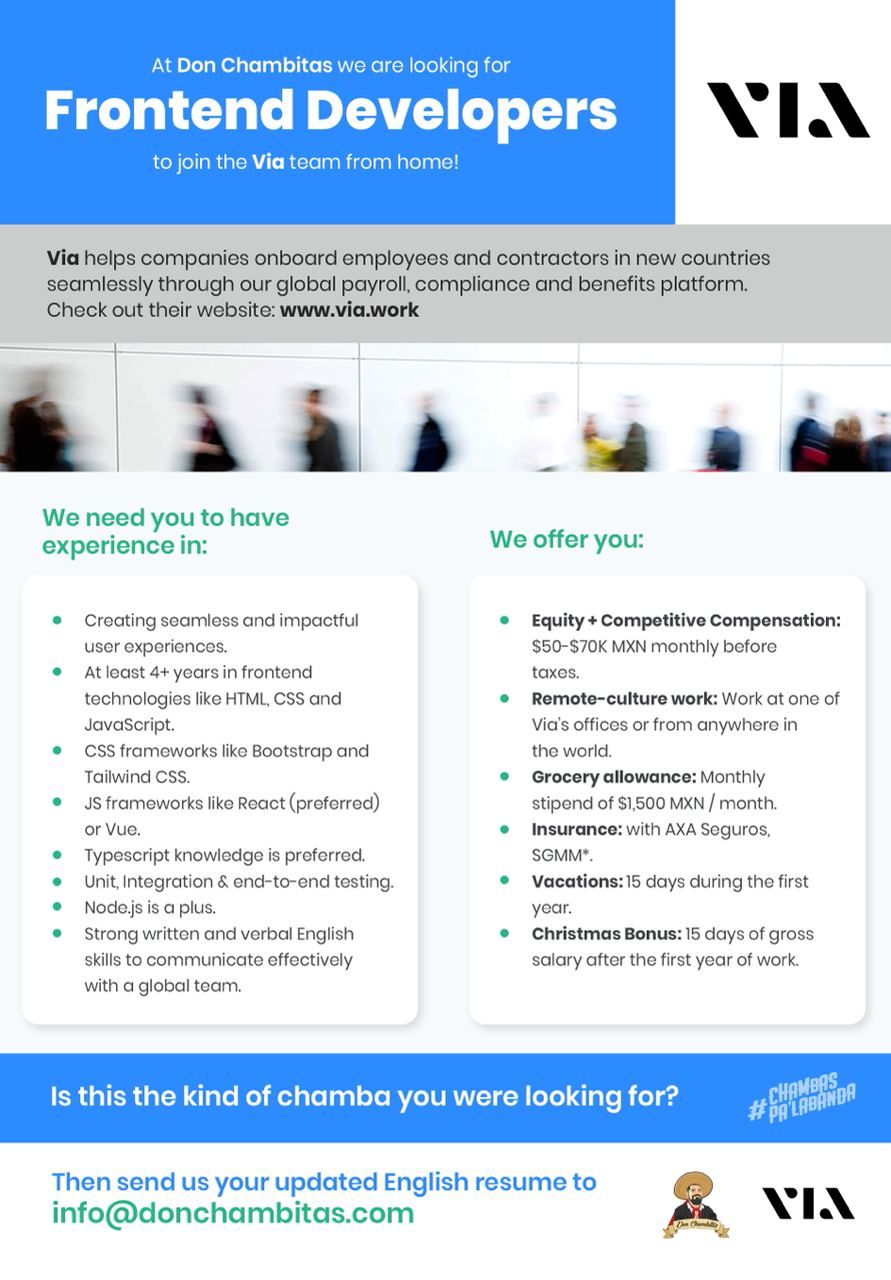 At Don Chambitas we are looking for
Frontend Developers
to join the Via team from home!
VIA
Via helps companies onboard employees and contractors in new countries
seamlessly through our global payroll, compliance and benefits platform.
Check out their website: www.via.work
We need you to have
experience in:
Creating seamless and impactful
user experiences.
At least 4+ years in frontend
technologies like HTML, CSS and
JavaScript.
CSS frameworks like Bootstrap and
Tailwind CSS.
JS frameworks like React (preferred)
or Vue.
Typescript knowledge is preferred.
Unit, Integration & end-to-end testing.
Node.js is a plus.
Strong written and verbal English
skills to communicate effectively
with a global team.
We offer you:
Equity + Competitive Compensation:
$50-$70K MXN monthly before
taxes.
Remote-culture work: Work at one of
Via's offices or from anywhere in
the world.
Grocery allowance: Monthly
stipend of $1,500 MXN / month.
Insurance: with AXA Seguros,
SGMM*.
Vacations: 15 days during the first
year.
Christmas Bonus: 15 days of gross
salary after the first year of work.
Is this the kind of chamba you were looking for?
#CHAMBAS
PA'LABANDA
Then send us your updated English resume to
info@donchambitas.com
Don Chambitas
VIA